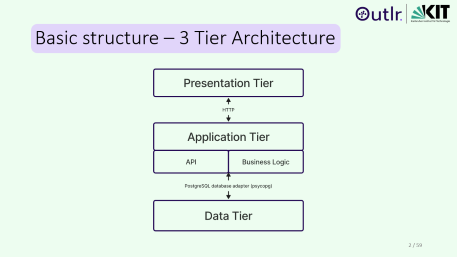 Outlr.
KIT
Basic structure – 3 Tier Architecture
Presentation Tier
HTTP
Application Tier
API
Business Logic
PostgreSQL database adapter (psycopg)
Data Tier
2 / 59